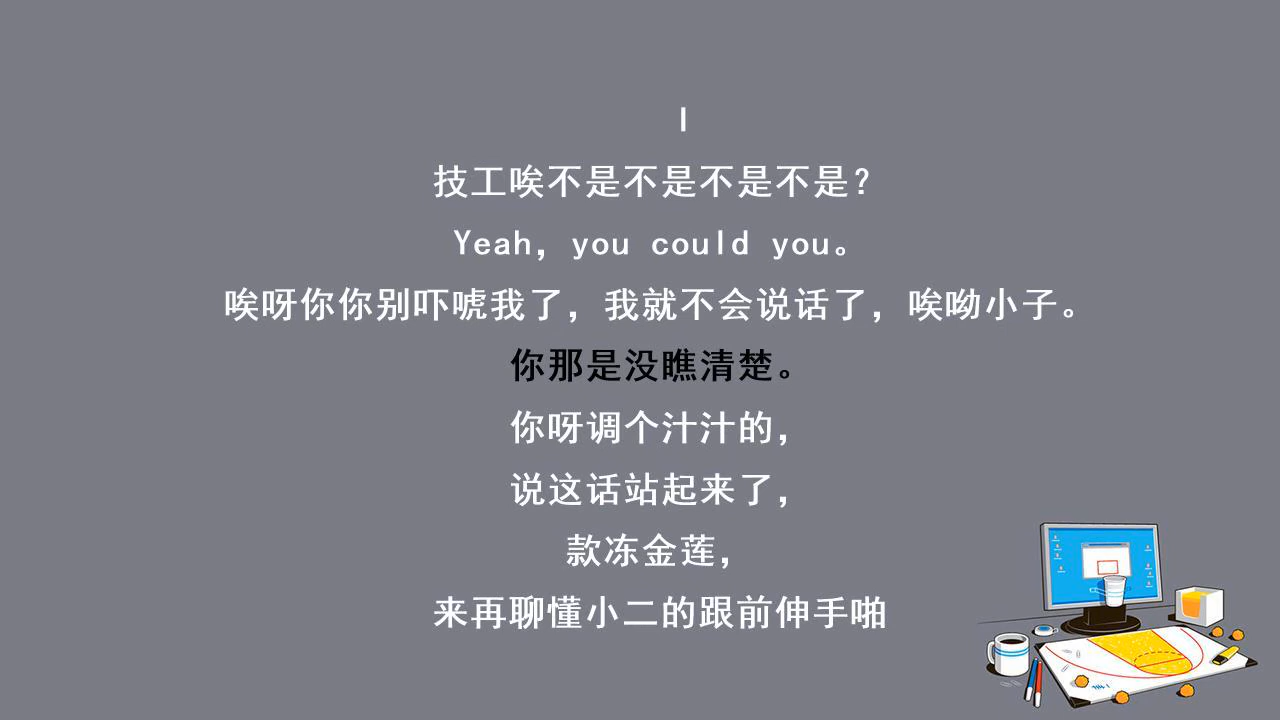 I
技工唉不是不是不是不是？
Yeah，you could you。
唉呀你你别吓唬我了，我就不会说话了，唉呦小子。
你那是没瞧清楚。
你呀调个汁汁的，
说这话站起来了，
款冻金莲，
来再聊懂小二的跟前伸手啪